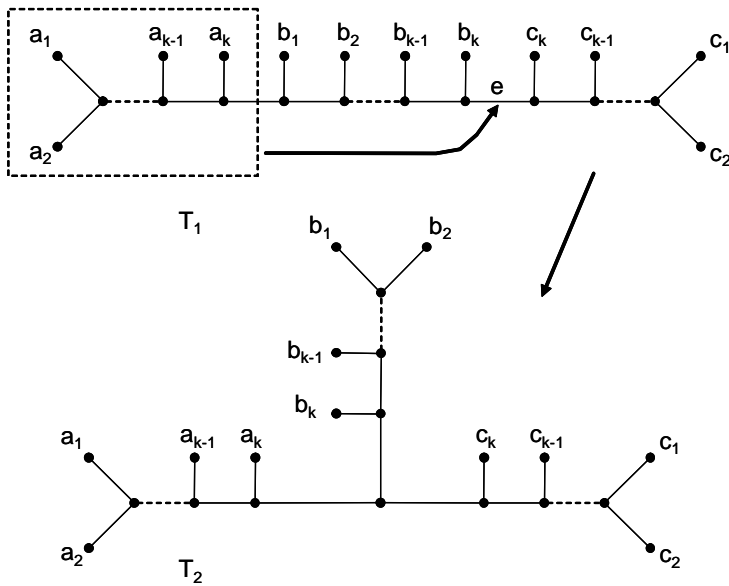 a₁ aₖ₋₁ aₖ b₁ b₂ bₖ₋₁ bₖ cₖ cₖ₋₁ c₁
e
a₂ c₂
T₁
b₁ b₂
bₖ₋₁
bₖ
a₁ aₖ₋₁ aₖ cₖ cₖ₋₁ c₁
a₂ c₂
T₂